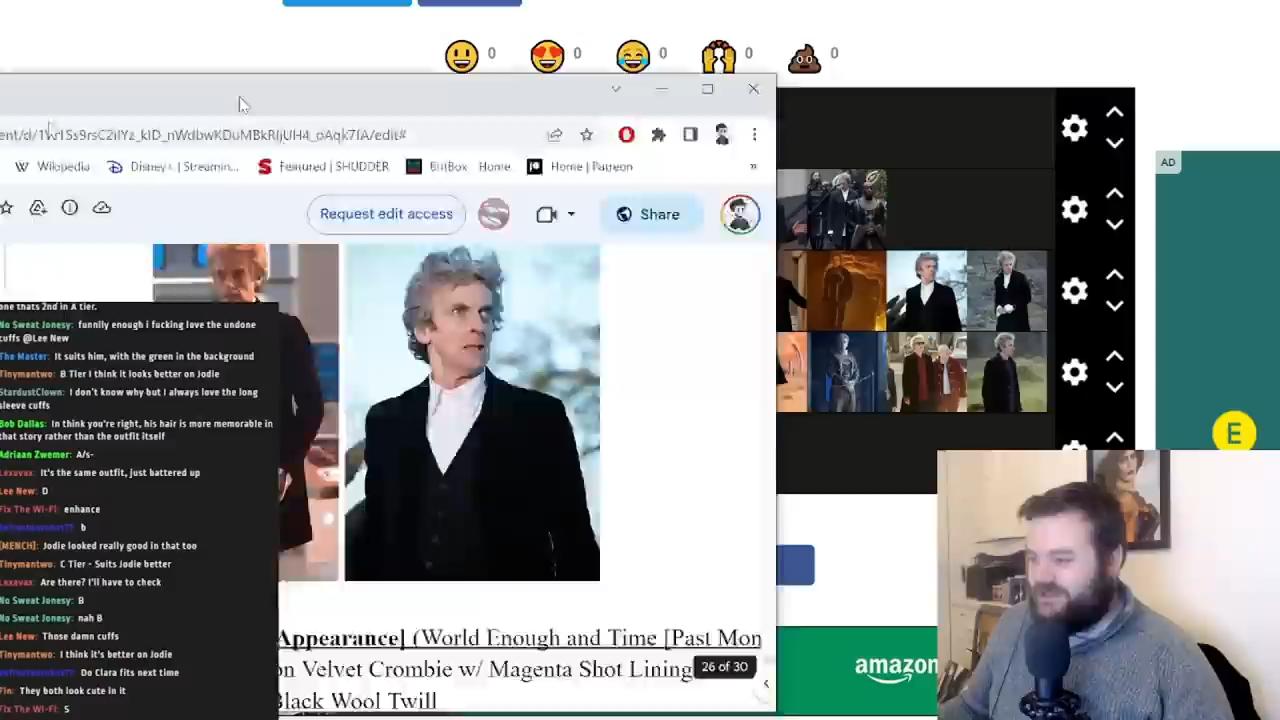 0 0 0 0 0
Wikipedia Disney+ | Streamin... Featured | SHUDDER BritBox Home Home | Patreon »
Request edit access Share
AD
one thats 2nd in A tier.
No Sweat Jonesy: funnily enough i fucking love the undone
cuffs @Lee New
The Master: It suits him, with the green in the background
Tinymantwo: B Tier I think it looks better on Jodie
StardustClown: I don't know why but I always love the long
sleeve cuffs
Bob Dallas: In think you're right, his hair is more memorable in
that story rather than the outfit itself
Adriaan Zwemer: A/s-
Lexavax: It's the same outfit, just battered up
Lee New: D
Fix The Wi-Fi: enhance
b
[MENCH]: Jodie looked really good in that too
Tinymantwo: C Tier - Suits Jodie better
Lexavax: Are there? I'll have to check
No Sweat Jonesy: B
No Sweat Jonesy: nah B
Lee New: Those damn cuffs
Tinymantwo: I think it's better on Jodie
Do Clara fits next time
Fin: They both look cute in it
Fix The Wi-Fi: S
Appearance] (World Enough and Time [Past Mon
on Velvet Crombie w/ Magenta Shot Lining
Black Wool Twill
26 of 30
E
amazon